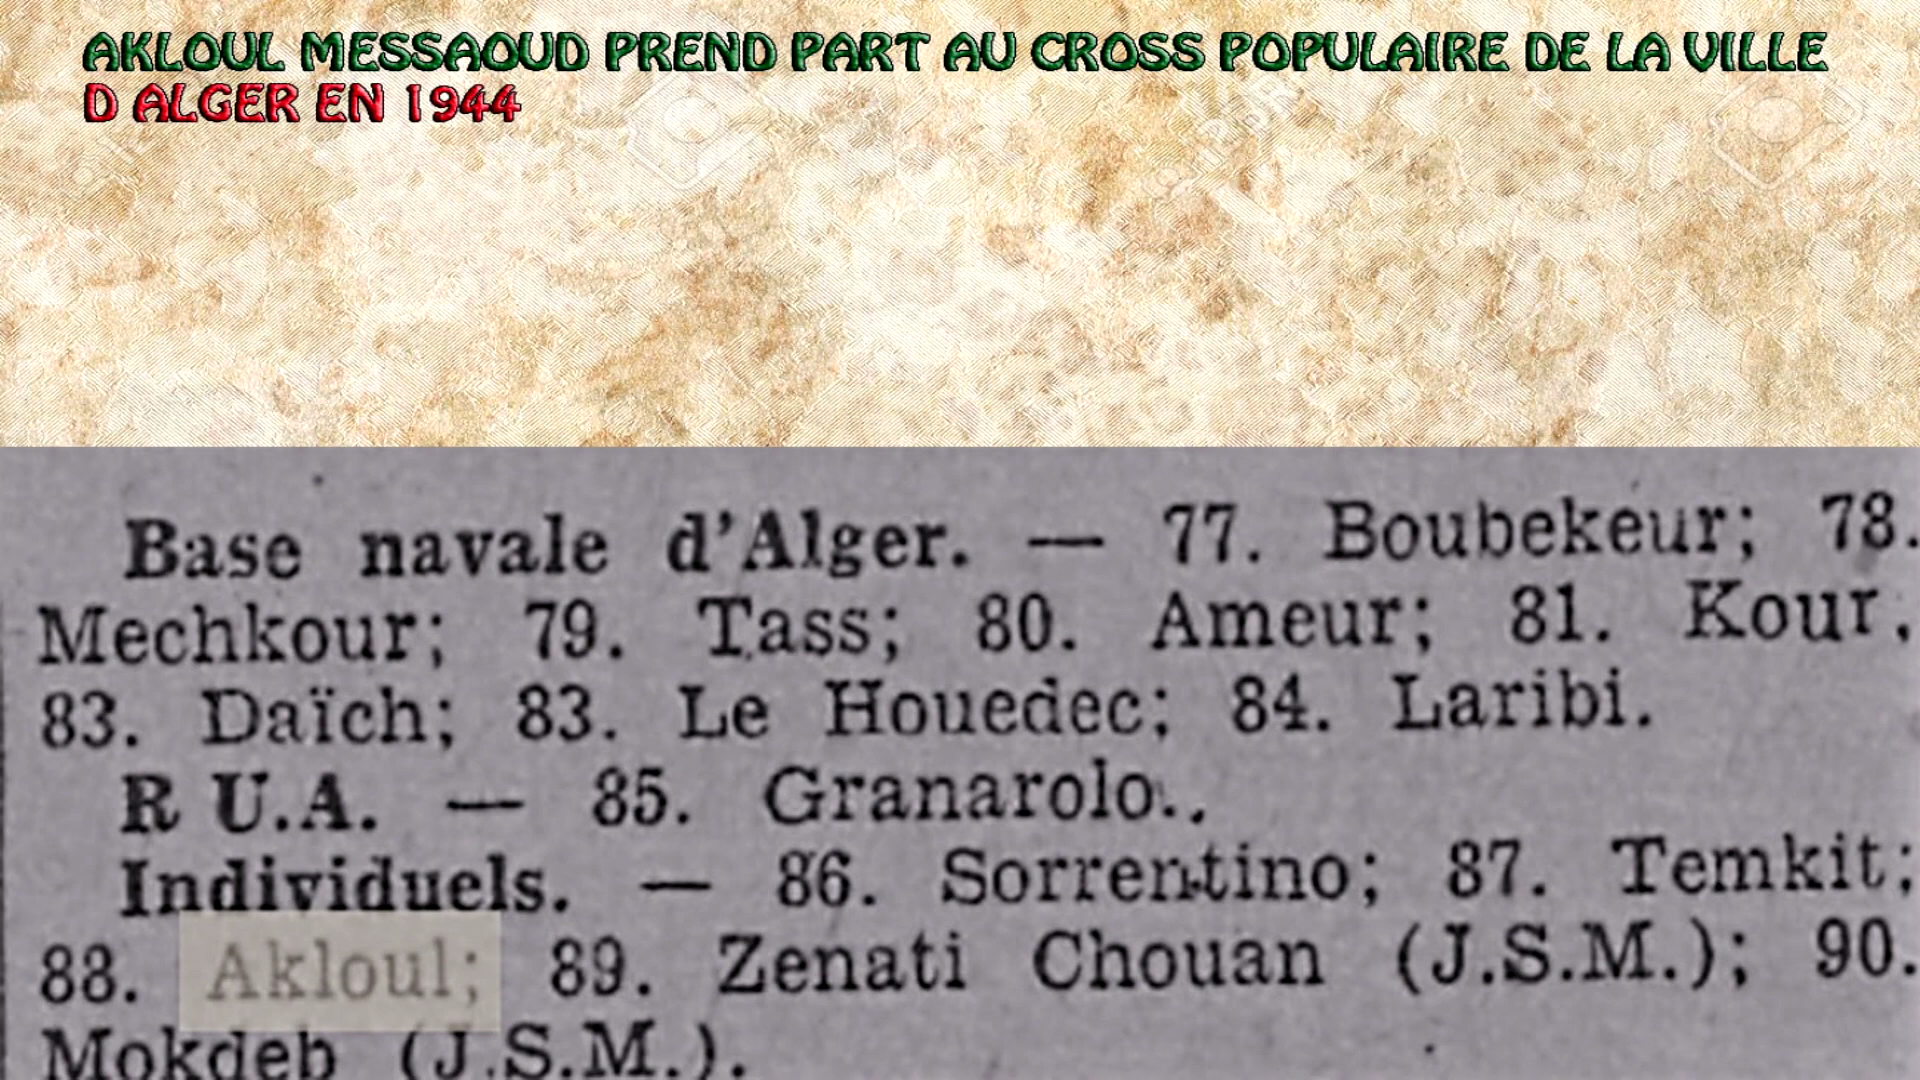 AKLOUL MESSAOUD PREND PART AU CROSS POPULAIRE DE LA VILLE
D ALGER EN 1944
Base navale d'Alger. — 77. Boubekeur; 78.
Mechkour; 79. Tass; 80. Ameur; 81. Kour.
83. Daïch; 83. Le Houedec; 84. Laribi.
R U.A. — 85. Granarolo..
Individuels. — 86. Sorrentino; 87. Temkit;
88. Akloul; 89. Zenati Chouan (J.S.M.); 90.
Mokdeb (J.S.M.).